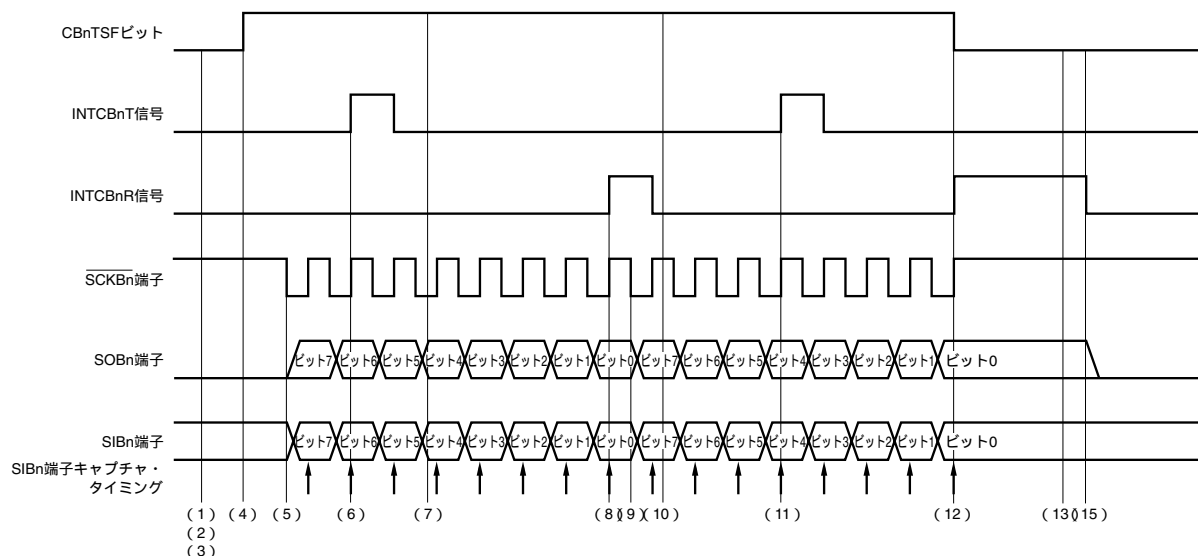 CBnTSFビット
INTCBnT信号
INTCBnR信号
SCKBn端子
SOBn端子
ビット7 ビット6 ビット5 ビット4 ビット3 ビット2 ビット1 ビット0 ビット7 ビット6 ビット5 ビット4 ビット3 ビット2 ビット1 ビット0
SIBn端子
ビット7 ビット6 ビット5 ビット4 ビット3 ビット2 ビット1 ビット0 ビット7 ビット6 ビット5 ビット4 ビット3 ビット2 ビット1 ビット0
SIBn端子キャプチャ・
タイミング
(1) (4) (5) (6) (7) (8)(9)(10) (11) (12) (13)(15)
(2)
(3)